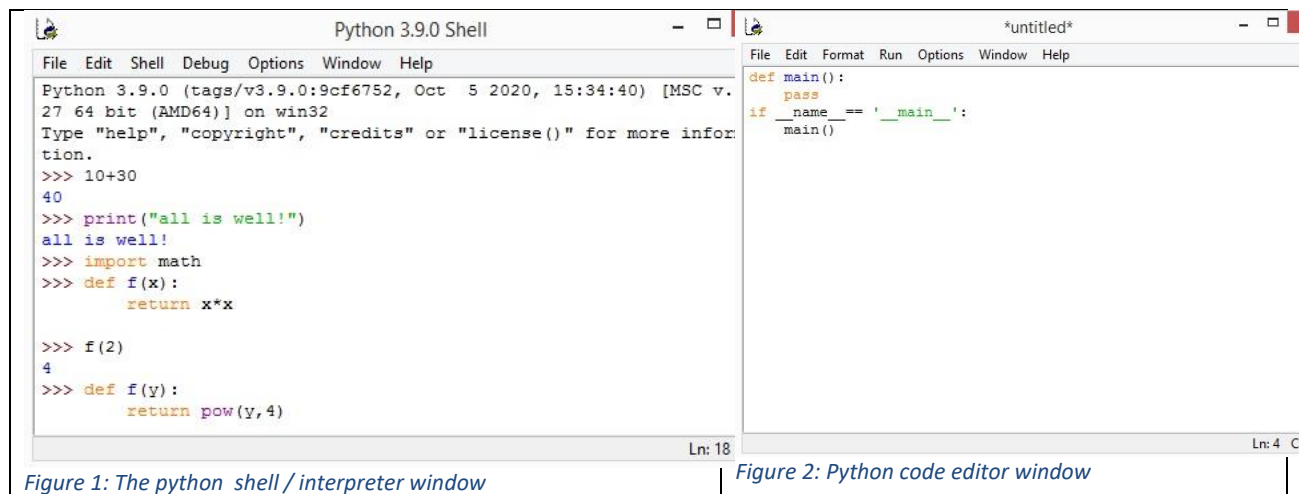 Python 3.9.0 Shell
File Edit Shell Debug Options Window Help
Python 3.9.0 (tags/v3.9.0:9cf6752, Oct  5 2020, 15:34:40) [MSC v.
27 64 bit (AMD64)] on win32
Type "help", "copyright", "credits" or "license()" for more infor
tion.
>>> 10+30
40
>>> print("all is well!")
all is well!
>>> import math
>>> def f(x):
        return x*x
>>> f(2)
4
>>> def f(y):
        return pow(y,4)
Ln: 18
Figure 1: The python shell / interpreter window
*untitled*
File Edit Format Run Options Window Help
def main():
    pass
if __name__== '__main__':
    main()
Ln: 4 C
Figure 2: Python code editor window